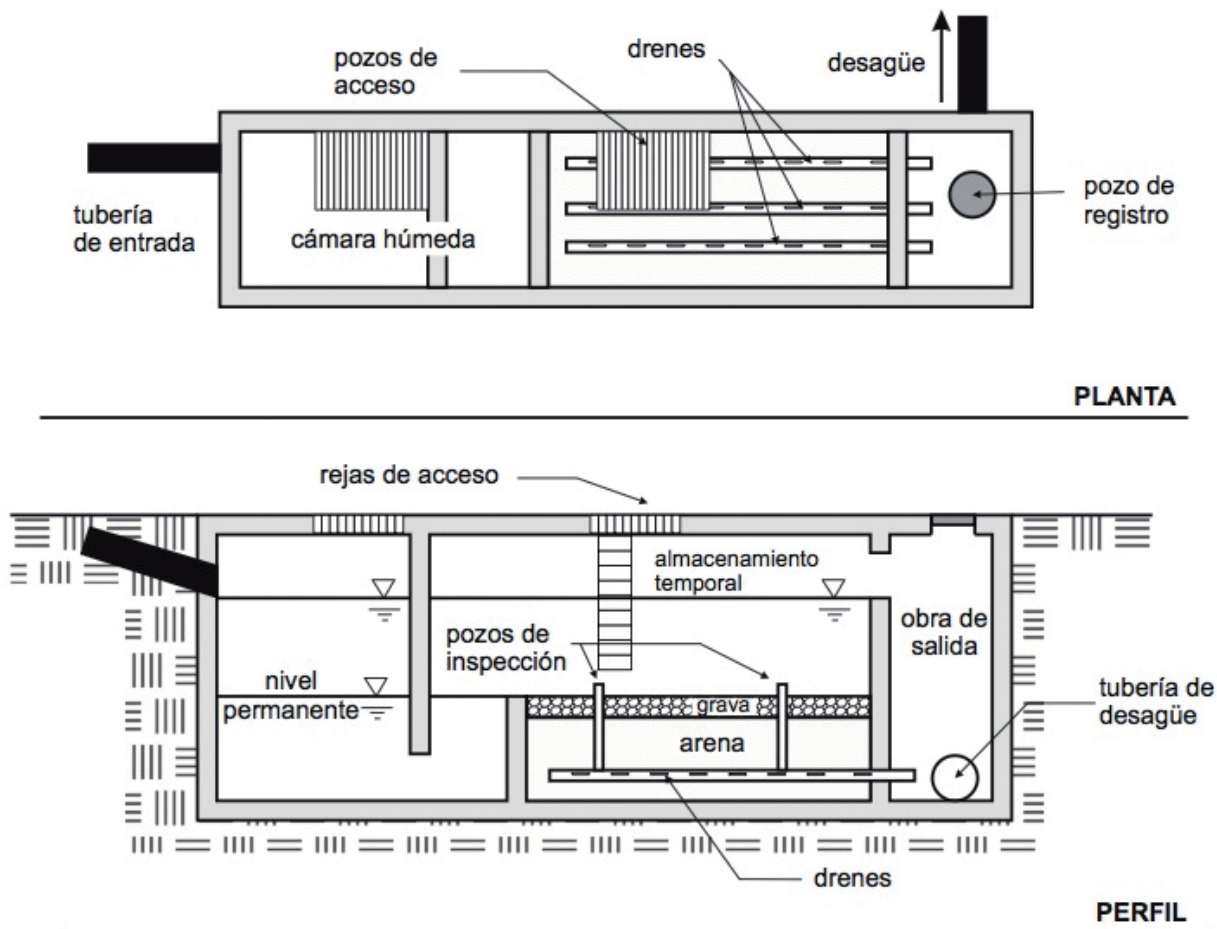 pozos de
acceso
drenes
desagüe
tubería
de entrada
cámara húmeda
pozo de
registro
PLANTA
rejas de acceso
almacenamiento
temporal
pozos de
inspección
obra de
salida
nivel
permanente
grava
arena
tubería de
desagüe
drenes
PERFIL